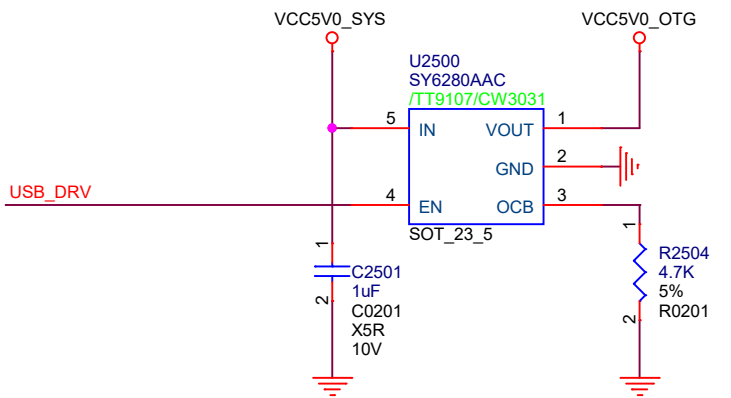 VCC5V0_SYS
VCC5V0_OTG
U2500
SY6280AAC
/TT9107/CW3031
5
IN
VOUT
1
GND
2
USB_DRV
4
EN
OCB
3
SOT_23_5
1
C2501
1uF
C0201
X5R
10V
2
1
R2504
4.7K
5%
R0201
2